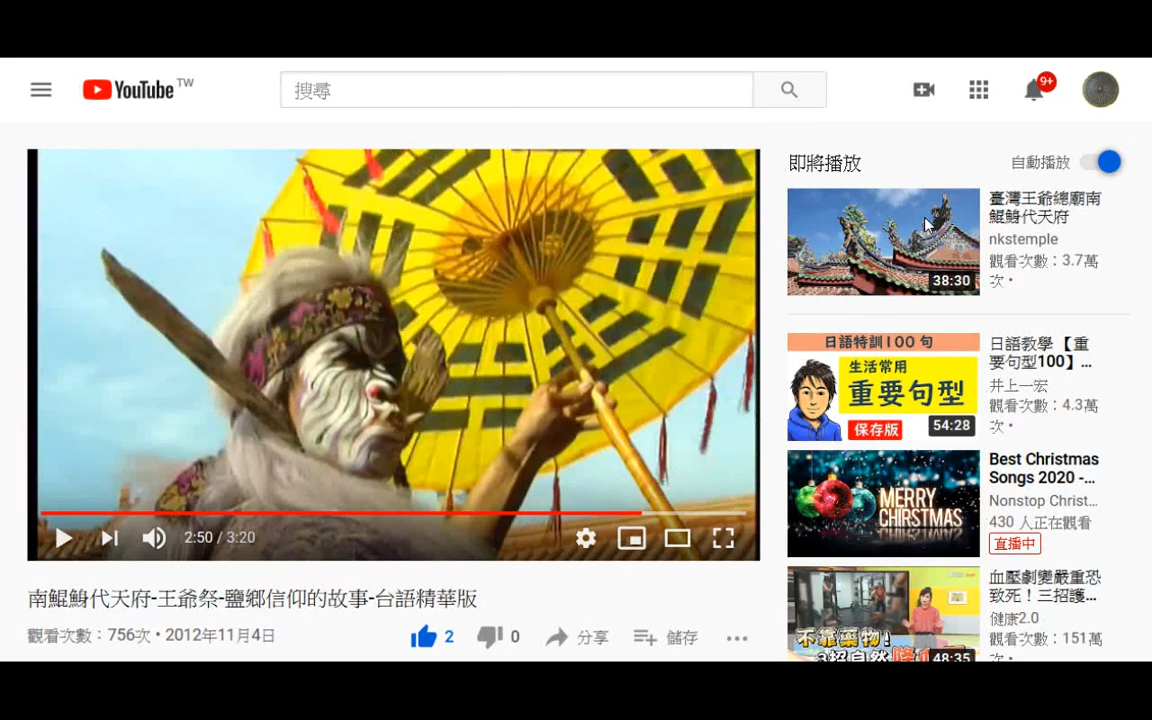 YouTube TW
搜尋
9+
2:50 / 3:20
南鯤鯓代天府-王爺祭-鹽鄉信仰的故事-台語精華版
觀看次數：756次 • 2012年11月4日
2
0
分享
儲存
即將播放
自動播放
38:30
臺灣王爺總廟南
鯤鯓代天府
nkstemple
觀看次數：3.7萬
次 •
日語特訓100句
生活常用
重要句型
保存版
54:28
日語教學【重
要句型100】...
井上一宏
觀看次數：4.3萬
次 •
MERRY
CHIRSTMAS
Best Christmas
Songs 2020 -...
Nonstop Christ...
430 人正在觀看
直播中
不靠藥物!
48:35
血壓劇變嚴重恐
致死！三招護...
健康2.0
觀看次數：151萬
次 •